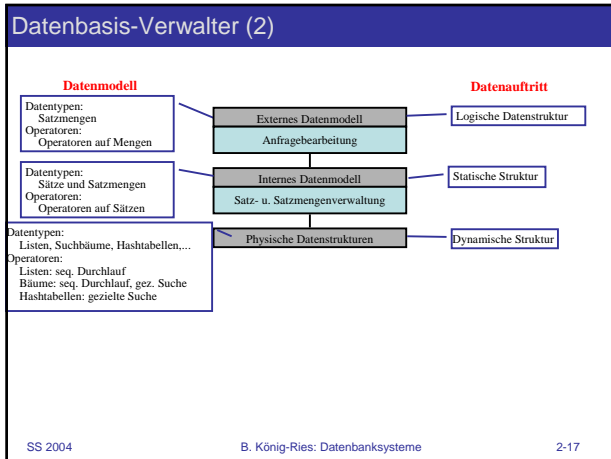 Datenbasis-Verwalter (2)
Datenmodell
Datenauftritt
Datentypen:
Satzmengen
Operatoren:
Operatoren auf Mengen
Externes Datenmodell
Anfragebearbeitung
Logische Datenstruktur
Datentypen:
Sätze und Satzmengen
Operatoren:
Operatoren auf Sätzen
Internes Datenmodell
Satz- u. Satzmengenverwaltung
Statische Struktur
Datentypen:
Listen, Suchbäume, Hashtabellen,...
Operatoren:
Listen: seq. Durchlauf
Bäume: seq. Durchlauf, gez. Suche
Hashtabellen: gezielte Suche
Physische Datenstrukturen
Dynamische Struktur
SS 2004
B. König-Ries: Datenbanksysteme
2-17